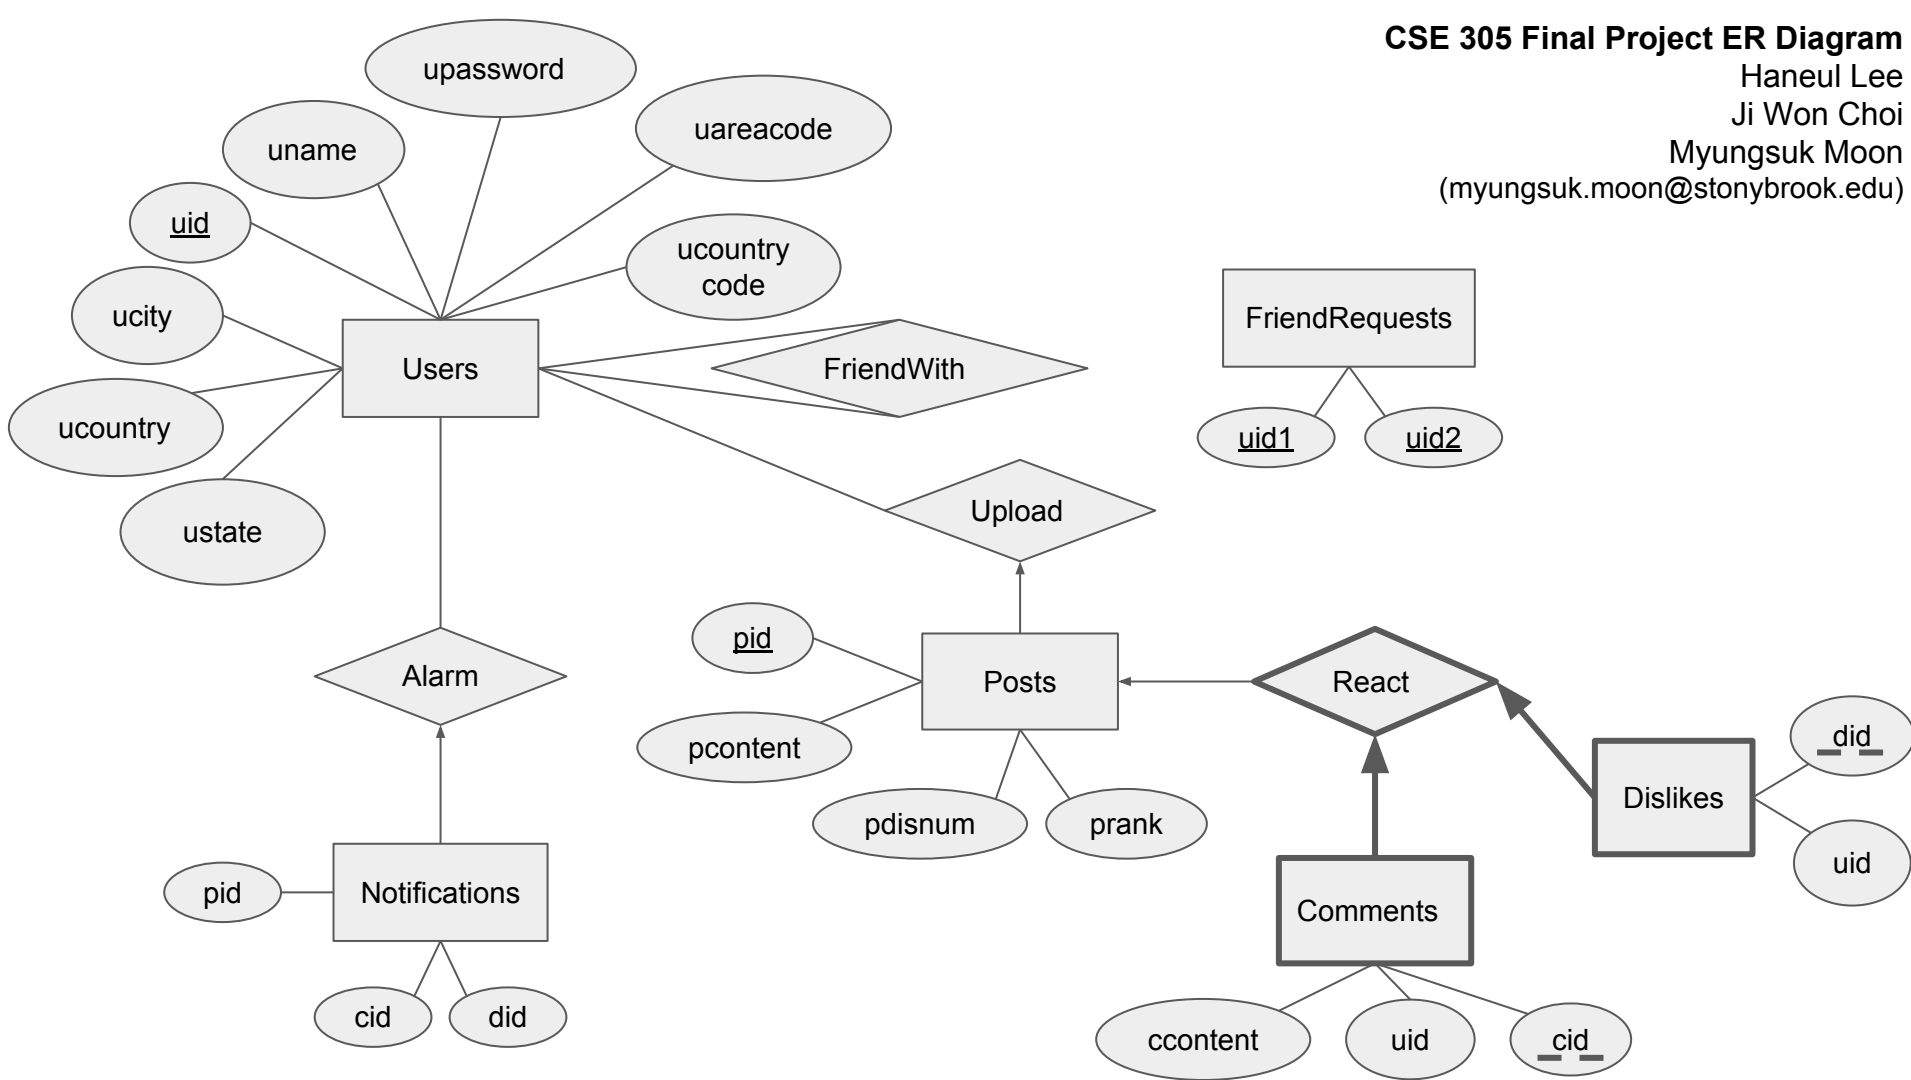 CSE 305 Final Project ER Diagram
Haneul Lee
Ji Won Choi
Myungsuk Moon
(myungsuk.moon@stonybrook.edu)
upassword
uareacode
uname
uid
ucountry
code
ucity
Users
FriendWith
FriendRequests
ucountry
uid1
uid2
ustate
Upload
Alarm
pid
Posts
React
did
pcontent
Dislikes
pdisnum
prank
uid
pid
Notifications
Comments
cid
did
ccontent
uid
cid